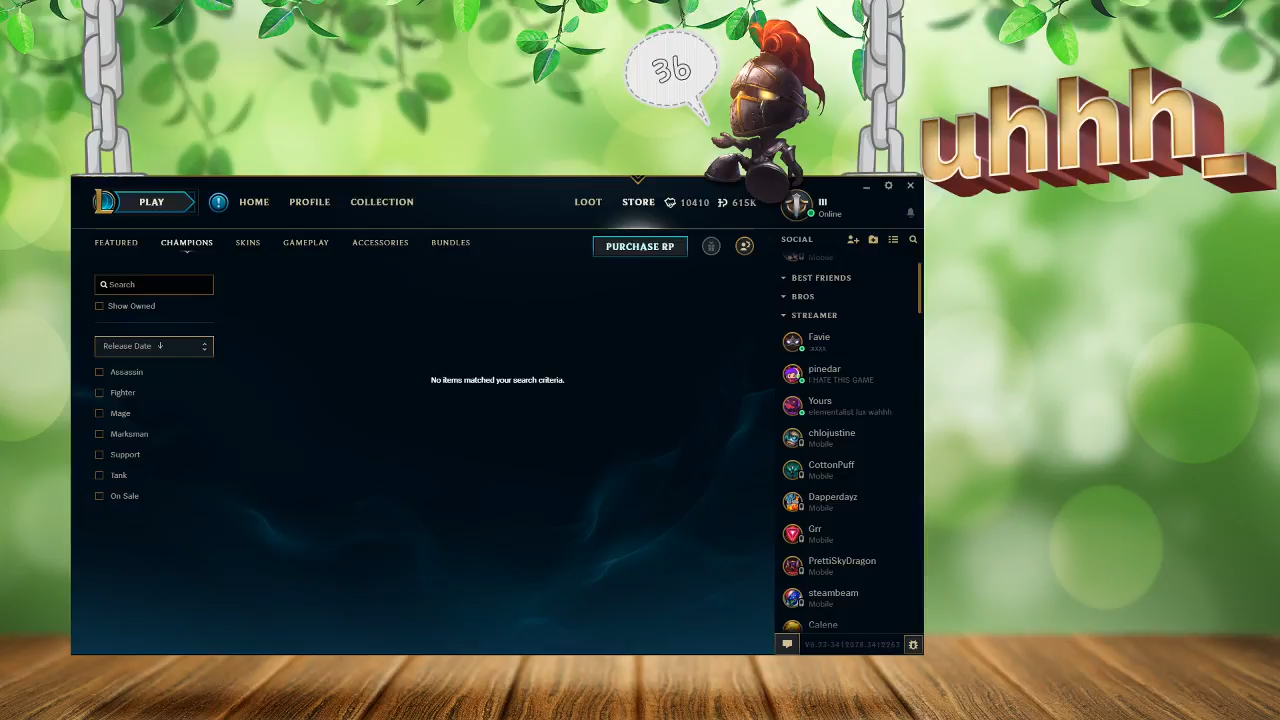 36
uhhh_
PLAY
HOME
PROFILE
COLLECTION
LOOT
STORE
10410
615K
III
Online
FEATURED
CHAMPIONS
SKINS
GAMEPLAY
ACCESSORIES
BUNDLES
PURCHASE RP
SOCIAL
Search
Show Owned
Release Date
Assassin
Fighter
Mage
Marksman
Support
Tank
On Sale
No items matched your search criteria.
Mobile
BEST FRIENDS
BROS
STREAMER
Favie
pinedar
I HATE THIS GAME
Yours
elementalist lux wahhh
chlojustine
Mobile
CottonPuff
Mobile
Dapperdayz
Mobile
Grr
Mobile
PrettiSkyDragon
Mobile
steambeam
Mobile
Calene